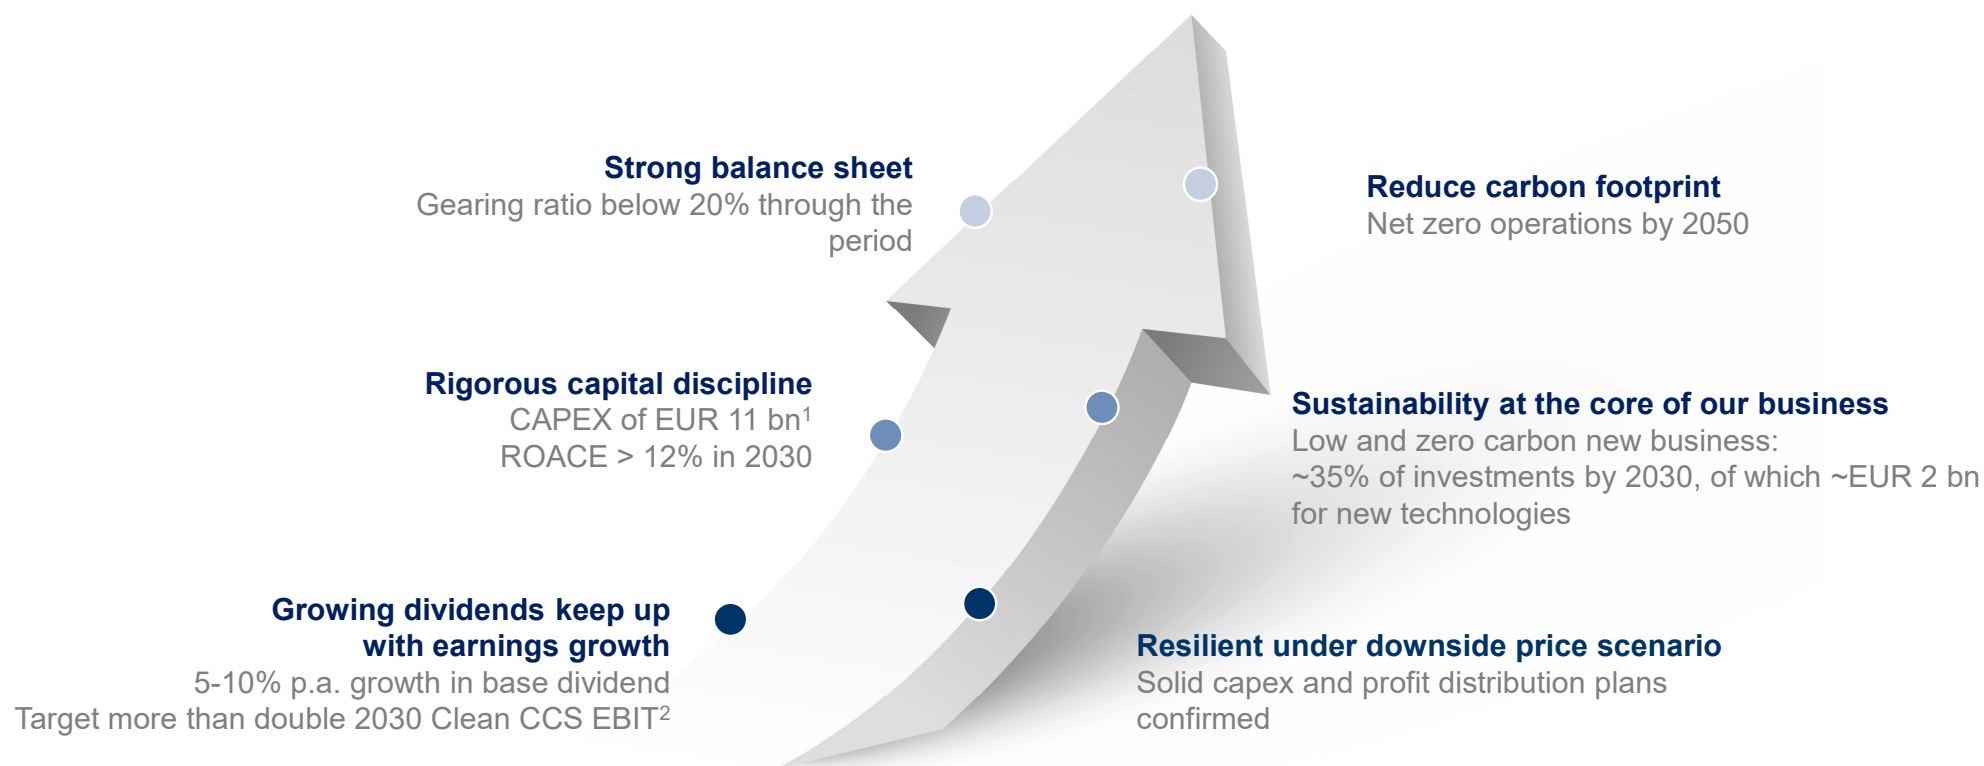 Strong balance sheet
Gearing ratio below 20% through the
period
Reduce carbon footprint
Net zero operations by 2050
Rigorous capital discipline
CAPEX of EUR 11 bn¹
ROACE > 12% in 2030
Sustainability at the core of our business
Low and zero carbon new business:
~35% of investments by 2030, of which ~EUR 2 bn
for new technologies
Growing dividends keep up
with earnings growth
5-10% p.a. growth in base dividend
Target more than double 2030 Clean CCS EBIT²
Resilient under downside price scenario
Solid capex and profit distribution plans
confirmed